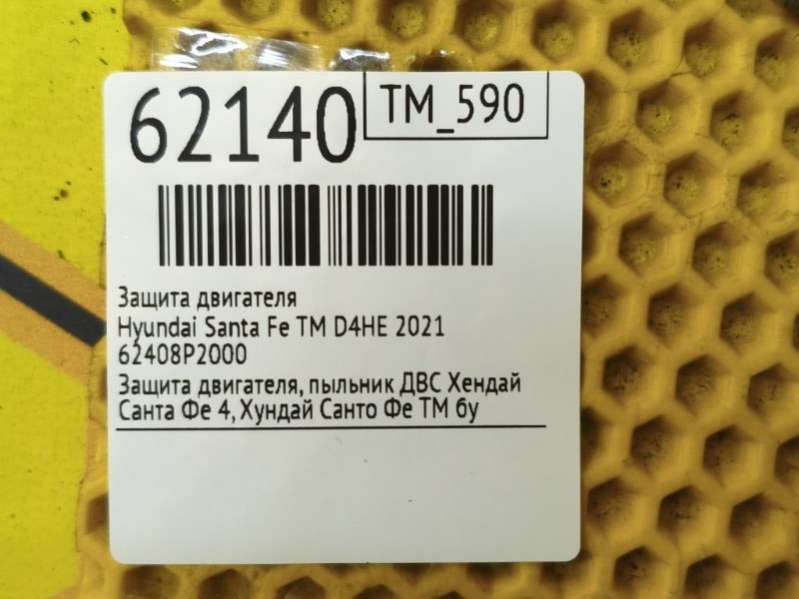 62140
TM_590
Защита двигателя
Hyundai Santa Fe TM D4HE 2021
62408P2000
Защита двигателя, пыльник ДВС Хендай
Санта Фе 4, Хундай Санто Фе ТМ бу